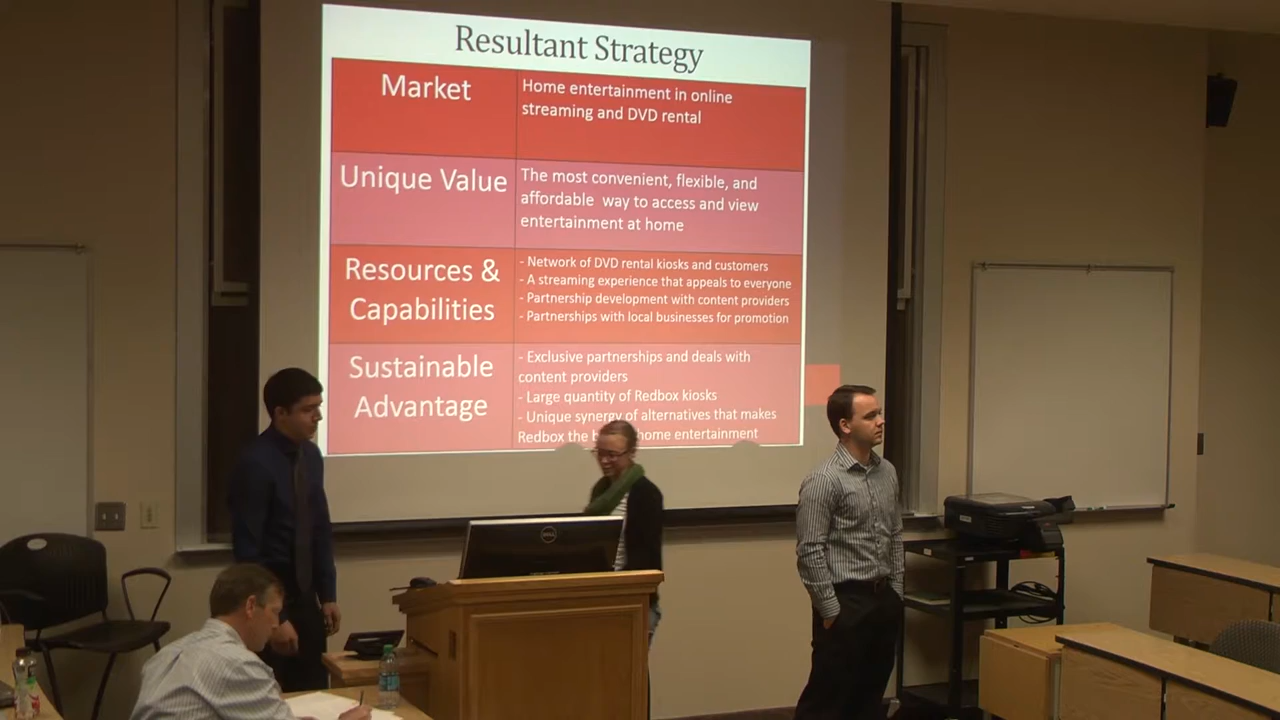 Resultant Strategy
Market
Home entertainment in online
streaming and DVD rental
Unique Value
The most convenient, flexible, and
affordable way to access and view
entertainment at home
Resources &
Capabilities
- Network of DVD rental kiosks and customers
- A streaming experience that appeals to everyone
- Partnership development with content providers
- Partnerships with local businesses for promotion
Sustainable
Advantage
- Exclusive partnerships and deals with
content providers
- Large quantity of Redbox kiosks
- Unique synergy of alternatives that makes
Redbox the home entertainment
DELL